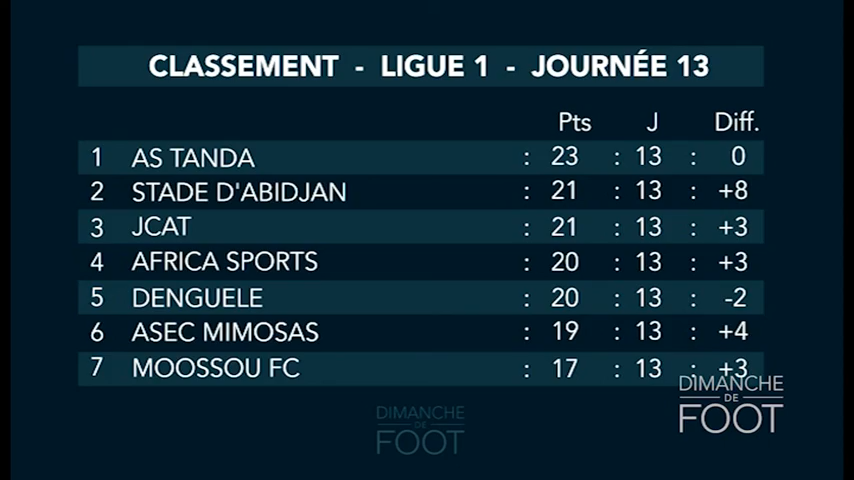 CLASSEMENT - LIGUE 1 - JOURNÉE 13
Pts J Diff.
1 AS TANDA : 23 : 13 : 0
2 STADE D'ABIDJAN : 21 : 13 : +8
3 JCAT : 21 : 13 : +3
4 AFRICA SPORTS : 20 : 13 : +3
5 DENGUELE : 20 : 13 : -2
6 ASEC MIMOSAS : 19 : 13 : +4
7 MOOSSOU FC : 17 : 13 : +3
DIMANCHE
DE
FOOT
DIMANCHE
DE
FOOT